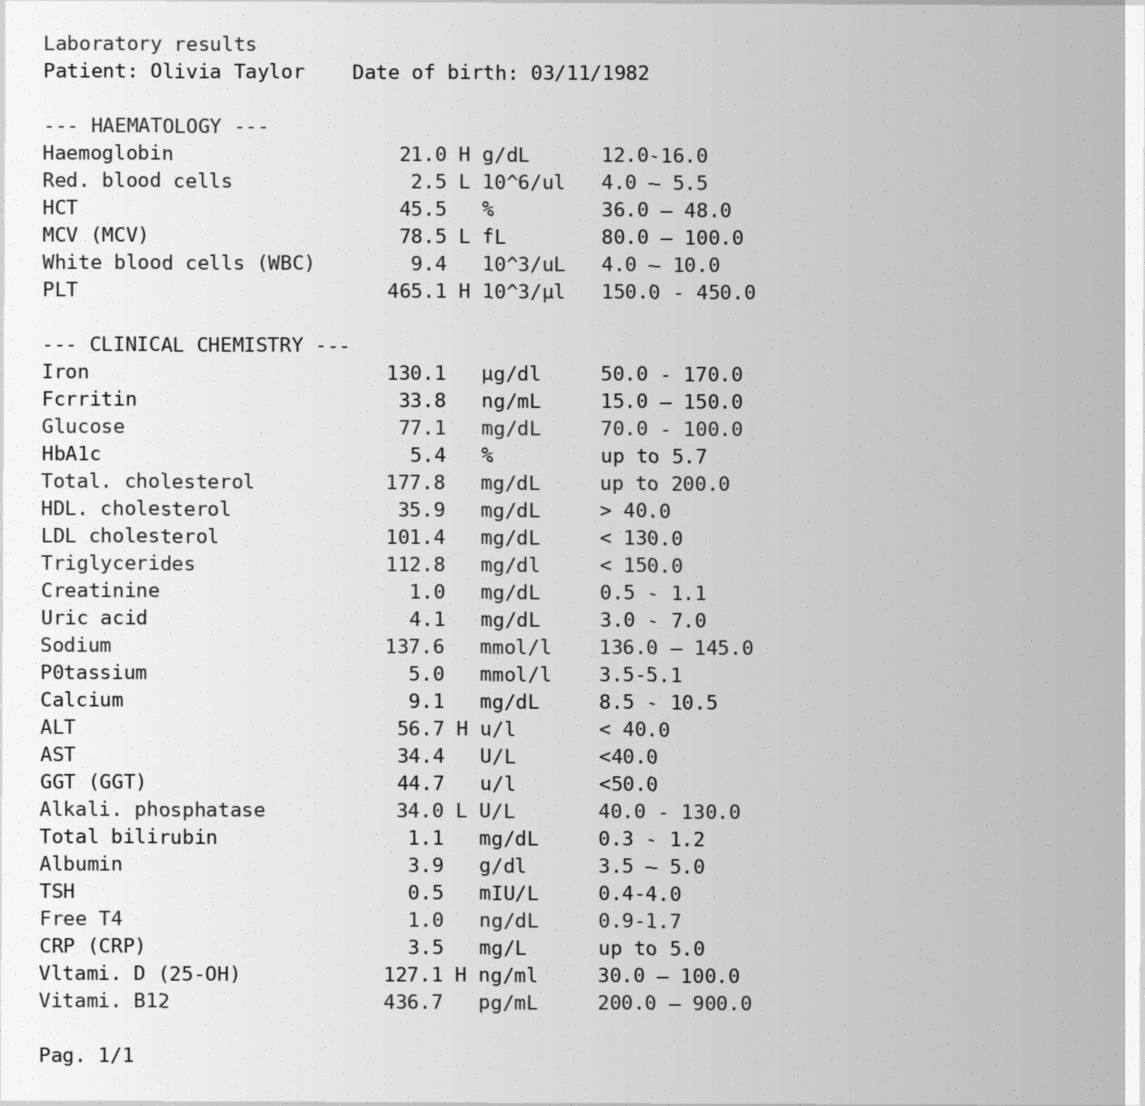 Laboratory results
Patient: Olivia Taylor    Date of birth: 03/11/1982

--- HAEMATOLOGY ---
Haemoglobin 21.0 H g/dL 12.0-16.0
Red. blood cells 2.5 L 10^6/ul 4.0 – 5.5
HCT 45.5 % 36.0 – 48.0
MCV (MCV) 78.5 L fL 80.0 – 100.0
White blood cells (WBC) 9.4 10^3/uL 4.0 – 10.0
PLT 465.1 H 10^3/µl 150.0 - 450.0

--- CLINICAL CHEMISTRY ---
Iron 130.1 µg/dl 50.0 - 170.0
Fcrritin 33.8 ng/mL 15.0 – 150.0
Glucose 77.1 mg/dL 70.0 - 100.0
HbA1c 5.4 % up to 5.7
Total. cholesterol 177.8 mg/dL up to 200.0
HDL. cholesterol 35.9 mg/dL > 40.0
LDL cholesterol 101.4 mg/dL < 130.0
Triglycerides 112.8 mg/dl < 150.0
Creatinine 1.0 mg/dL 0.5 - 1.1
Uric acid 4.1 mg/dL 3.0 - 7.0
Sodium 137.6 mmol/l 136.0 – 145.0
P0tassium 5.0 mmol/l 3.5-5.1
Calcium 9.1 mg/dL 8.5 - 10.5
ALT 56.7 H u/l < 40.0
AST 34.4 U/L <40.0
GGT (GGT) 44.7 u/l <50.0
Alkali. phosphatase 34.0 L U/L 40.0 - 130.0
Total bilirubin 1.1 mg/dL 0.3 - 1.2
Albumin 3.9 g/dl 3.5 – 5.0
TSH 0.5 mIU/L 0.4-4.0
Free T4 1.0 ng/dL 0.9-1.7
CRP (CRP) 3.5 mg/L up to 5.0
Vltami. D (25-OH) 127.1 H ng/ml 30.0 – 100.0
Vitami. B12 436.7 pg/mL 200.0 – 900.0

Pag. 1/1